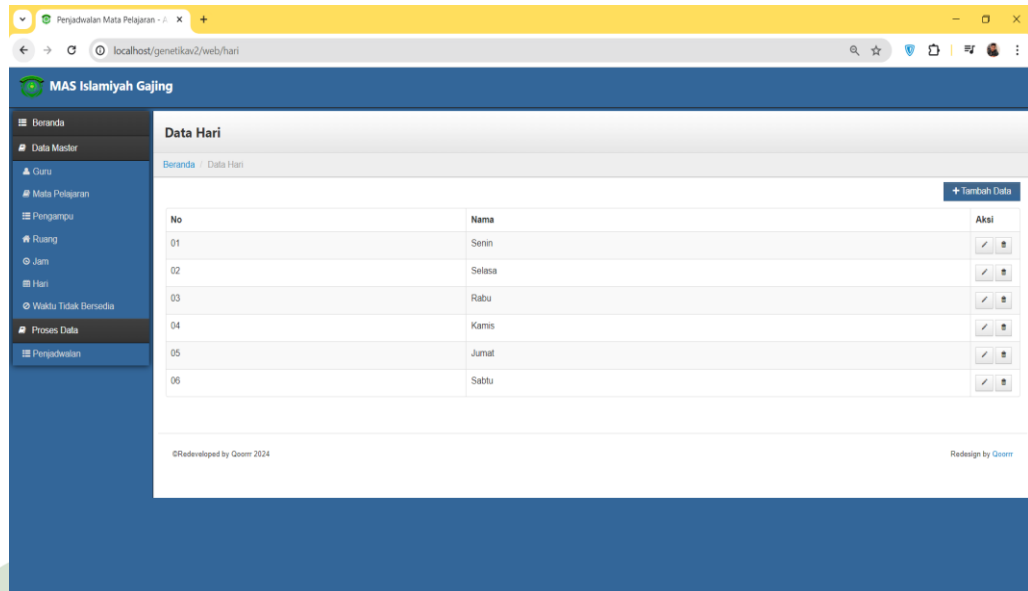 Penjadwalan Mata Pelajaran - A
localhost/genetikav2/web/hari
MAS Islamiyah Gajing
Beranda
Data Master
Guru
Mata Pelajaran
Pengampu
Ruang
Jam
Hari
Waktu Tidak Bersedia
Proses Data
Penjadwalan
Data Hari
Beranda / Data Hari
+ Tambah Data
No Nama Aksi
01 Senin
02 Selasa
03 Rabu
04 Kamis
05 Jumat
06 Sabtu
©Redeveloped by Qoorrr 2024 Redesign by Qoorrr